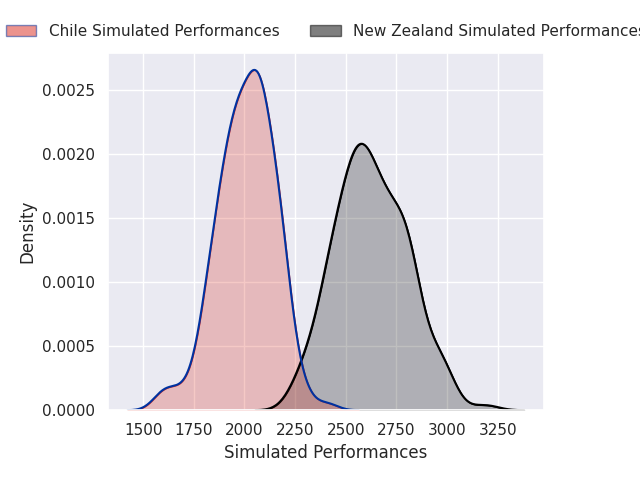 Chile Simulated Performances New Zealand Simulated Performances
0.0025
0.0020
0.0015
0.0010
0.0005
0.0000
Density
1500 1750 2000 2250 2500 2750 3000 3250
Simulated Performances